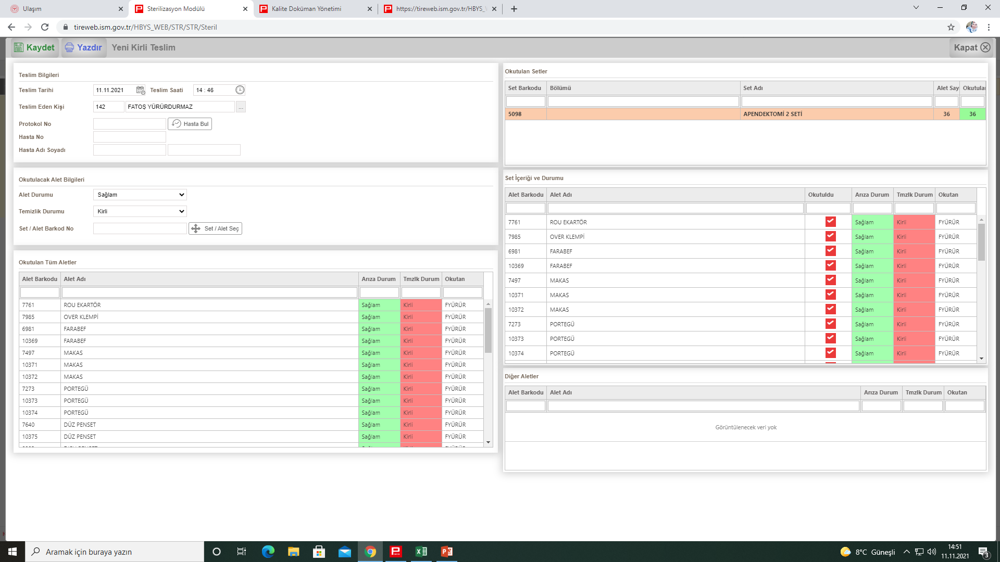 Ulaşım
Sterilizasyon Modülü
Kalite Doküman Yönetimi
https://tireweb.ism.gov.tr/HBYS_
tireweb.ism.gov.tr/HBYS_WEB/STR/STR/Steril
Kaydet
Yazdır
Yeni Kirli Teslim
Kapat
Teslim Bilgileri
Teslim Tarihi 11.11.2021 Teslim Saati 14 : 46
Teslim Eden Kişi 142 FATOŞ YÜRÜRDURMAZ ...
Protokol No Hasta Bul
Hasta No
Hasta Adı Soyadı
Okutulacak Alet Bilgileri
Alet Durumu Sağlam
Temizlik Durumu Kirli
Set / Alet Barkod No Set / Alet Seç
Okutulan Tüm Aletler
Alet Barkodu Alet Adı Arıza Durum Tmzlk Durum Okutan
7761 ROU EKARTÖR Sağlam Kirli FYÜRÜR
7985 OVER KLEMPİ Sağlam Kirli FYÜRÜR
6981 FARABEF Sağlam Kirli FYÜRÜR
10369 FARABEF Sağlam Kirli FYÜRÜR
7497 MAKAS Sağlam Kirli FYÜRÜR
10371 MAKAS Sağlam Kirli FYÜRÜR
10372 MAKAS Sağlam Kirli FYÜRÜR
7273 PORTEGÜ Sağlam Kirli FYÜRÜR
10373 PORTEGÜ Sağlam Kirli FYÜRÜR
10374 PORTEGÜ Sağlam Kirli FYÜRÜR
7640 DÜZ PENSET Sağlam Kirli FYÜRÜR
10375 DÜZ PENSET Sağlam Kirli FYÜRÜR
Okutulan Setler
Set Barkodu Bölümü Set Adı Alet Say Okutulan
5098 APENDEKTOMİ 2 SETİ 36 36
Set İçeriği ve Durumu
Alet Barkodu Alet Adı Okutuldu Arıza Durum Tmzlk Durum Okutan
7761 ROU EKARTÖR Sağlam Kirli FYÜRÜR
7985 OVER KLEMPİ Sağlam Kirli FYÜRÜR
6981 FARABEF Sağlam Kirli FYÜRÜR
10369 FARABEF Sağlam Kirli FYÜRÜR
7497 MAKAS Sağlam Kirli FYÜRÜR
10371 MAKAS Sağlam Kirli FYÜRÜR
10372 MAKAS Sağlam Kirli FYÜRÜR
7273 PORTEGÜ Sağlam Kirli FYÜRÜR
10373 PORTEGÜ Sağlam Kirli FYÜRÜR
10374 PORTEGÜ Sağlam Kirli FYÜRÜR
Diğer Aletler
Alet Barkodu Alet Adı Arıza Durum Tmzlk Durum Okutan
Görüntülenecek veri yok
Aramak için buraya yazın
8°C Güneşli
14:51
11.11.2021
3